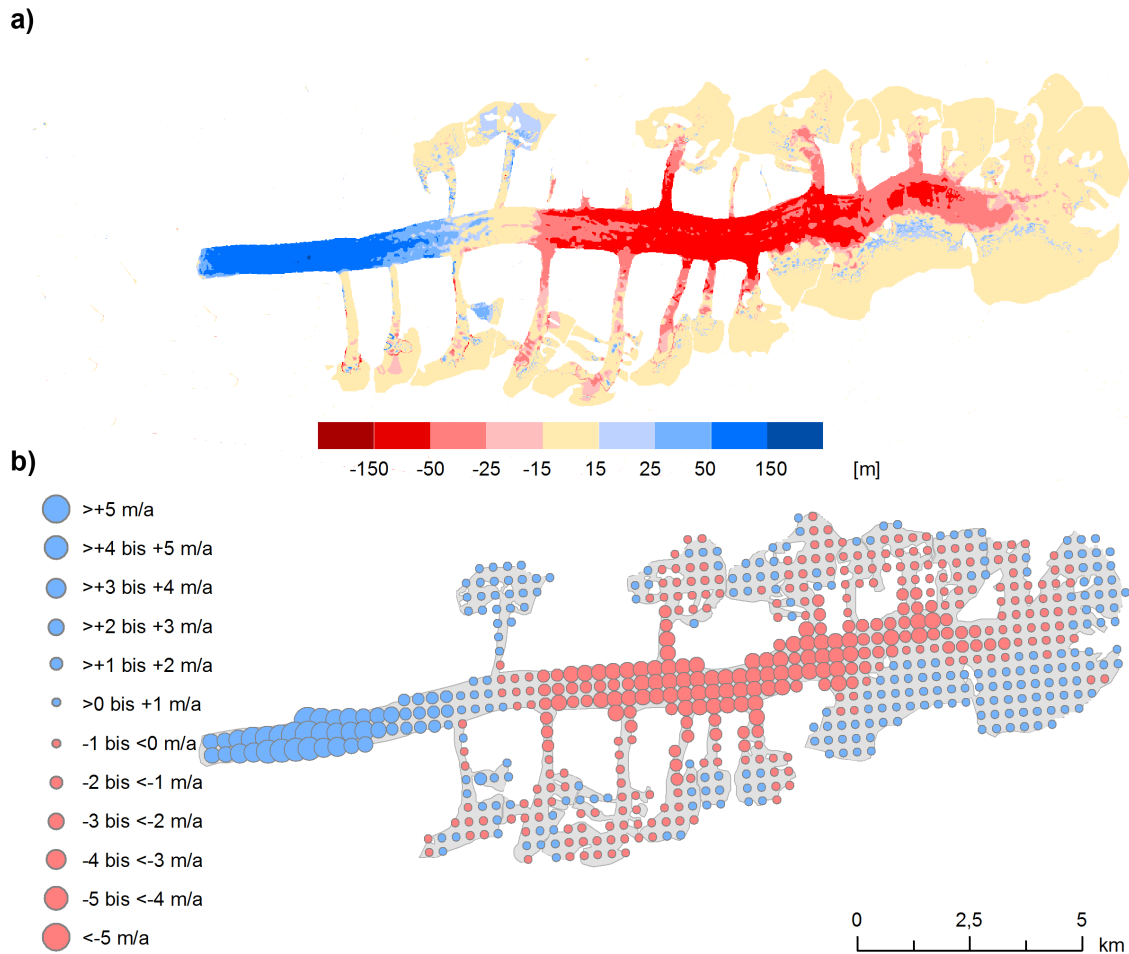 a)
-150 -50 -25 -15 15 25 50 150 [m]
b)
>+5 m/a
>+4 bis +5 m/a
>+3 bis +4 m/a
>+2 bis +3 m/a
>+1 bis +2 m/a
>0 bis +1 m/a
-1 bis <0 m/a
-2 bis <-1 m/a
-3 bis <-2 m/a
-4 bis <-3 m/a
-5 bis <-4 m/a
<-5 m/a
0 2,5 5
km